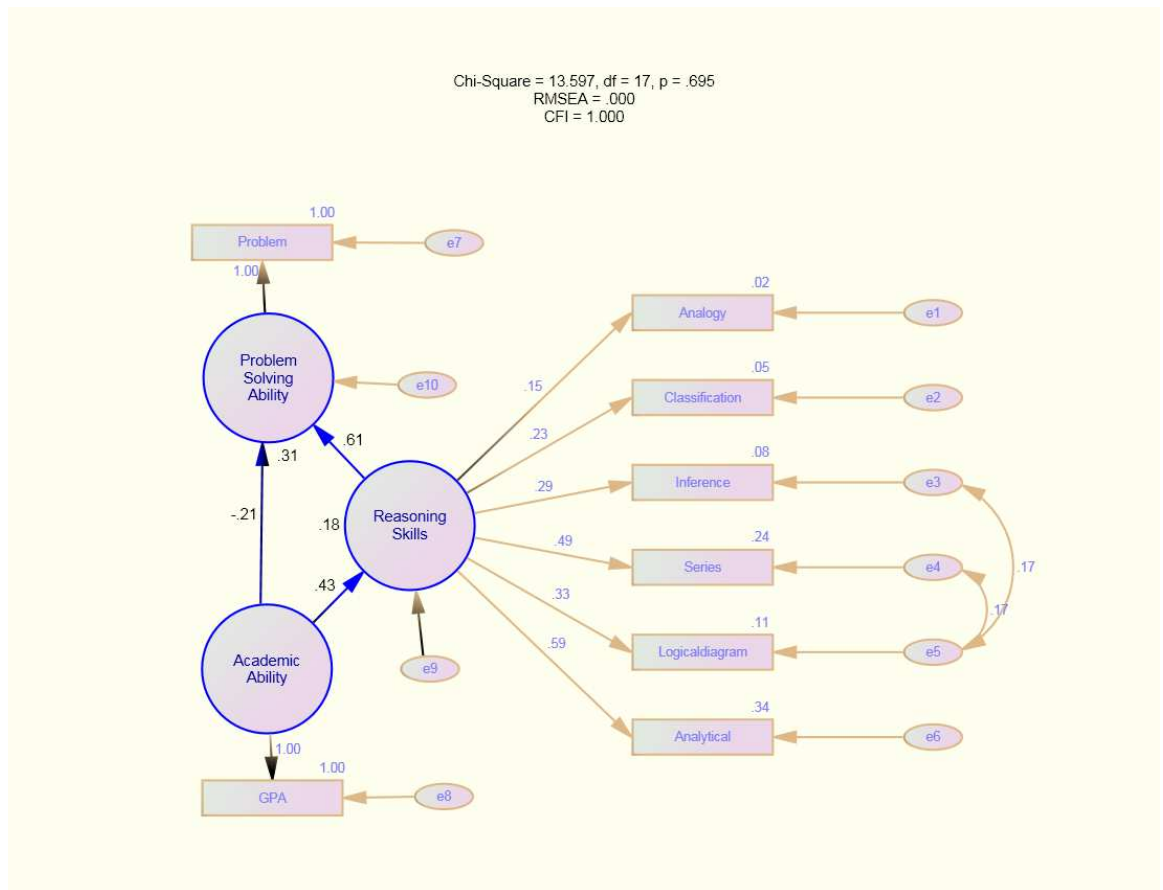 Chi-Square = 13.597, df = 17, p = .695
RMSEA = .000
CFI = 1.000
1.00
Problem
e7
1.00
.02
Analogy
e1
Problem
Solving
Ability
e10
.15
.05
Classification
e2
.31
.61
.23
.08
Inference
e3
.29
-.21
.18
Reasoning
Skills
.49
.24
Series
e4
.17
.43
.33
.17
.11
Logicaldiagram
e5
.59
Academic
Ability
e9
.34
Analytical
e6
1.00
1.00
GPA
e8